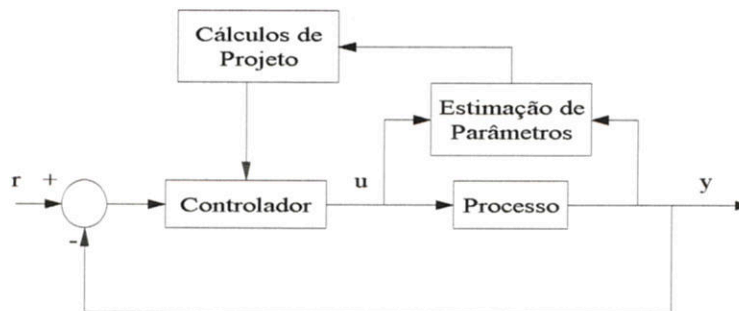 Cálculos de
Projeto
Estimação de
Parâmetros
r +
u
y
Controlador
Processo
-